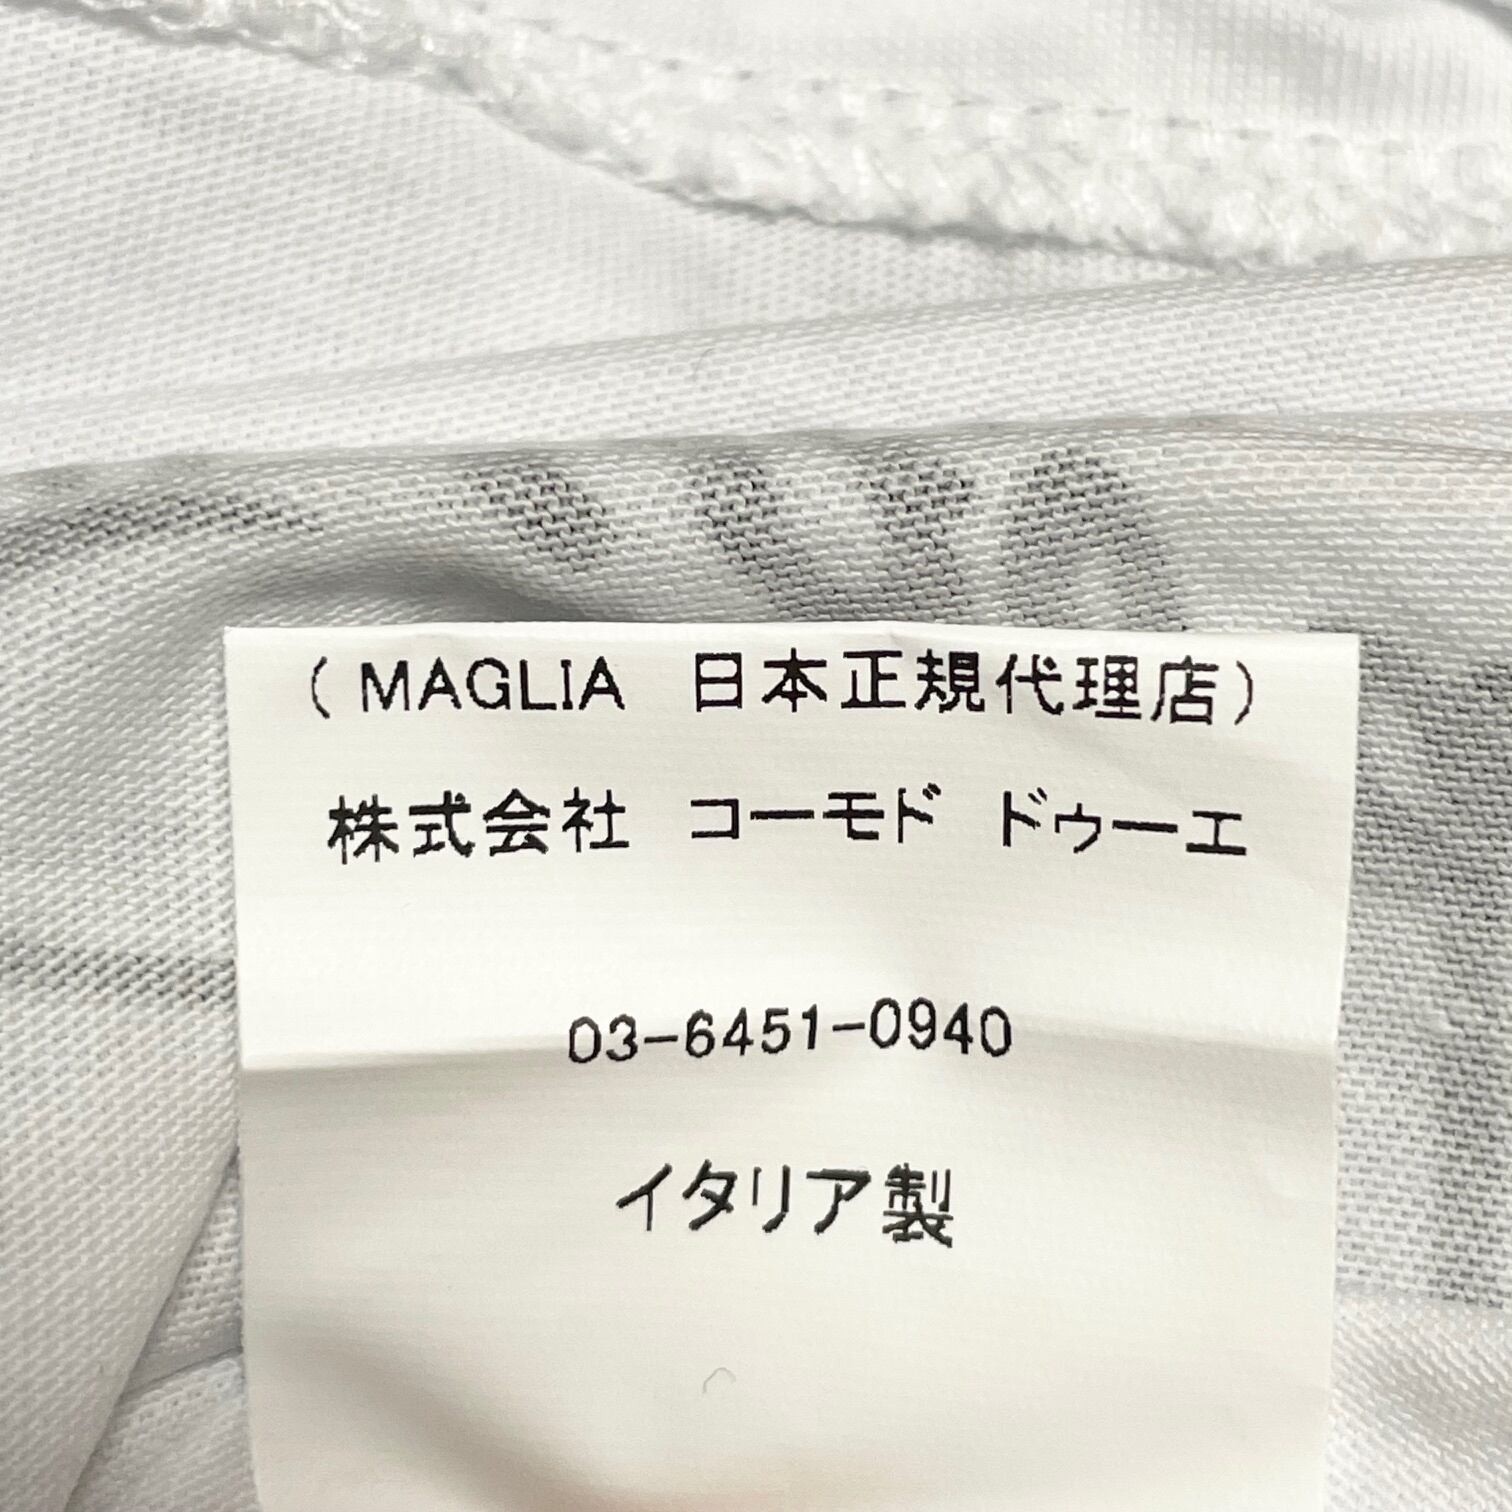 (MAGLIA 日本正規代理店)
株式会社 コーモド ドゥーエ
03-6451-0940
イタリア製